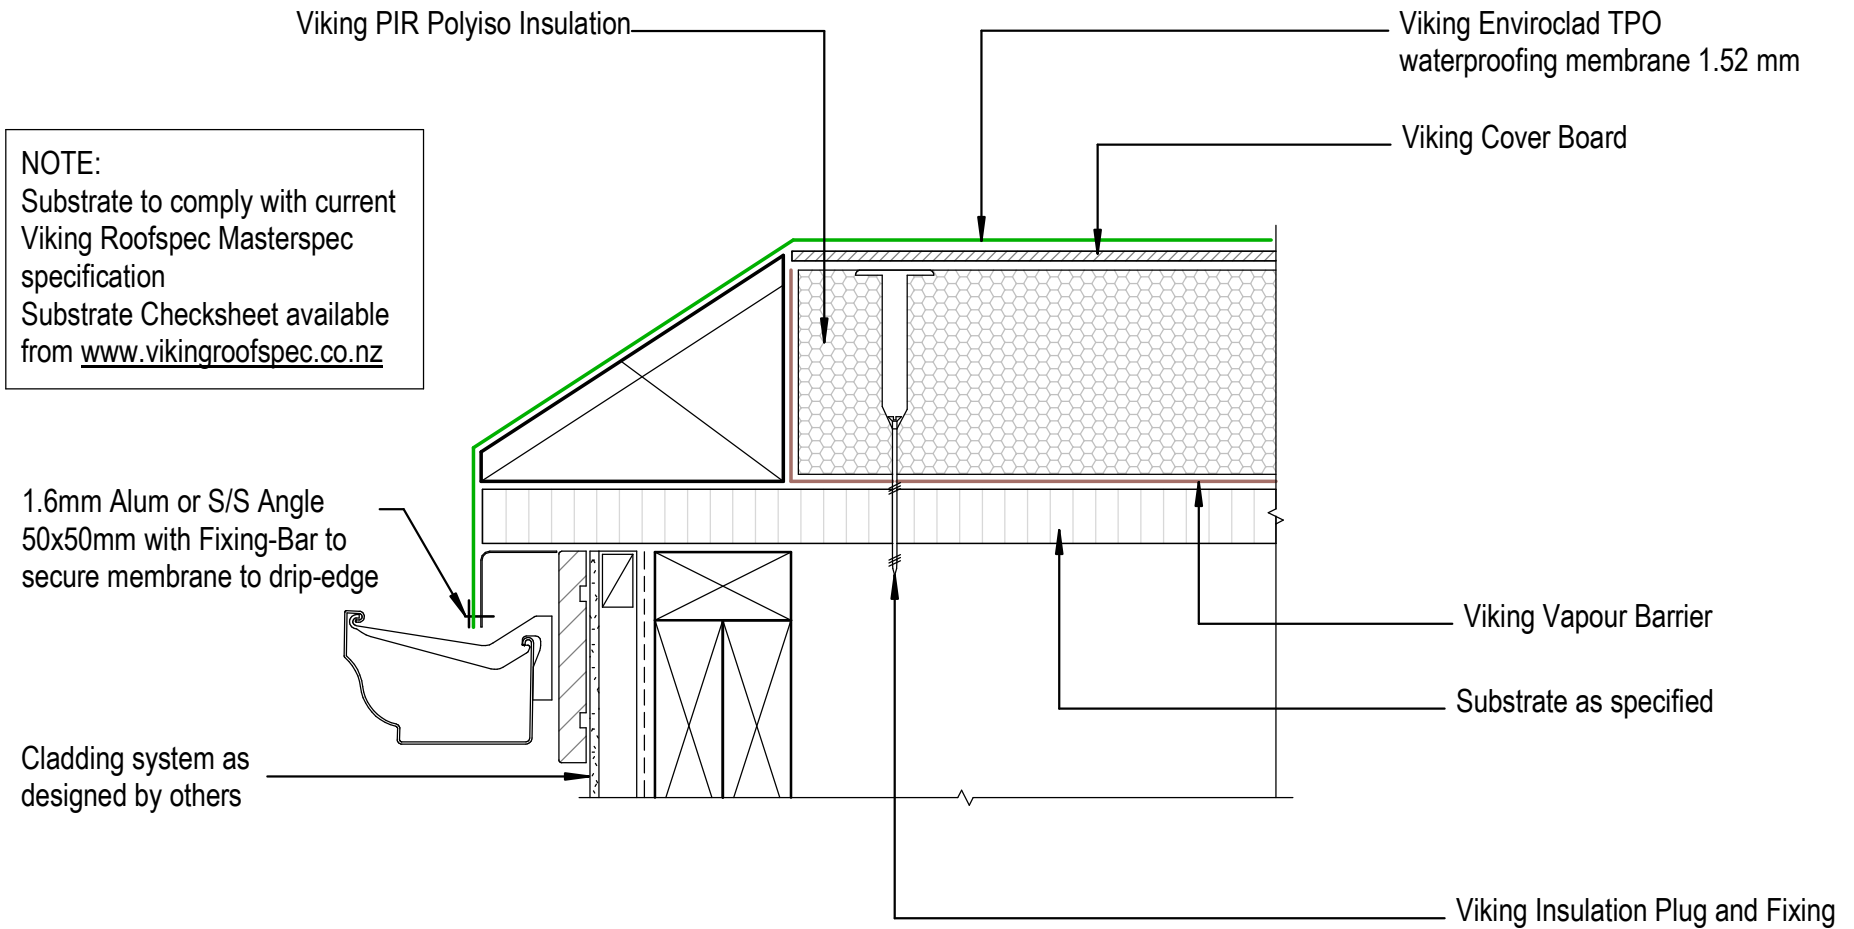 Viking PIR Polyiso Insulation
Viking Enviroclad TPO
waterproofing membrane 1.52 mm
Viking Cover Board
NOTE:
Substrate to comply with current
Viking Roofspec Masterspec
specification
Substrate Checksheet available
from www.vikingroofspec.co.nz
1.6mm Alum or S/S Angle
50x50mm with Fixing-Bar to
secure membrane to drip-edge
Viking Vapour Barrier
Substrate as specified
Cladding system as
designed by others
Viking Insulation Plug and Fixing